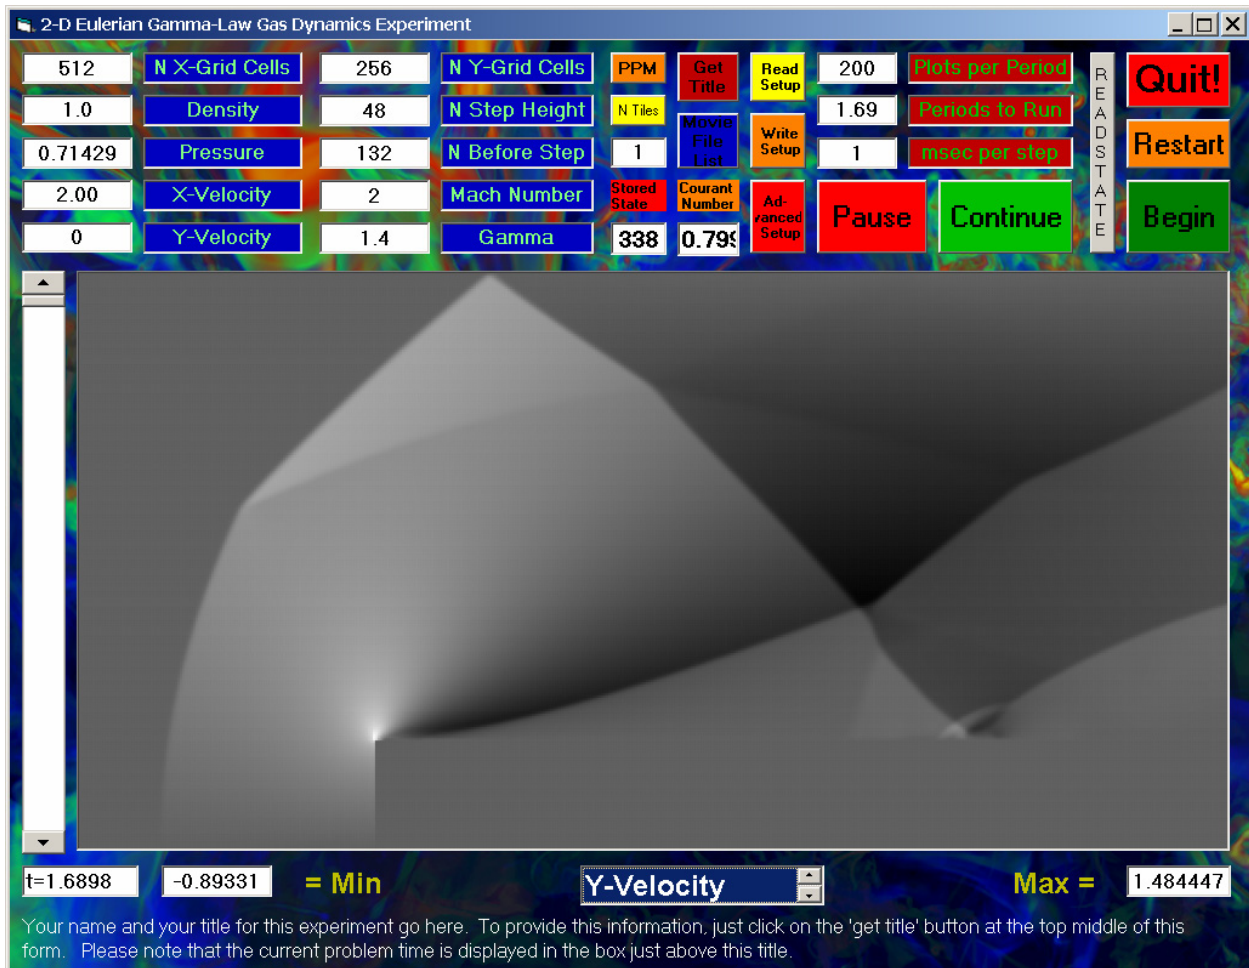 2-D Eulerian Gamma-Law Gas Dynamics Experiment
512 N X-Grid Cells 256 N Y-Grid Cells PPM Get Title Read Setup 200 Plots per Period READSTATE Quit!
1.0 Density 48 N Step Height N Tiles Movie File List 1.69 Periods to Run
0.71429 Pressure 132 N Before Step 1 Write Setup 1 msec per step Restart
2.00 X-Velocity 2 Mach Number Stored State Courant Number Ad-vanced Setup Pause Continue Begin
0 Y-Velocity 1.4 Gamma 338 0.799
t=1.6898 -0.89331 = Min Y-Velocity Max = 1.484447
Your name and your title for this experiment go here. To provide this information, just click on the 'get title' button at the top middle of this
form. Please note that the current problem time is displayed in the box just above this title.